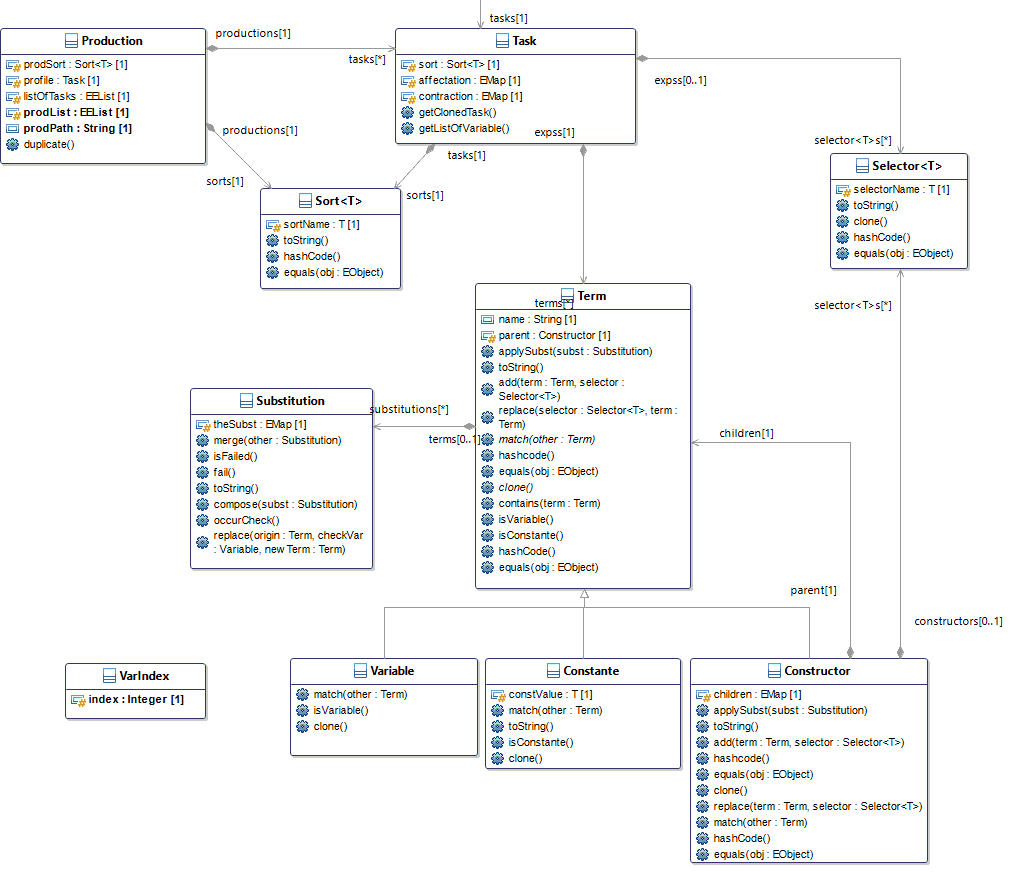 tasks[1]
productions[1]
tasks[*]
Production
prodSort : Sort<T> [1]
profile : Task [1]
listOfTasks : EEList [1]
prodList : EEList [1]
prodPath : String [1]
duplicate()
Task
sort : Sort<T> [1]
affectation : EMap [1]
contraction : EMap [1]
getClonedTask()
getListOfVariable()
expss[0..1]
selector<T>s[*]
productions[1]
sorts[1]
expss[1]
tasks[1]
sorts[1]
Sort<T>
sortName : T [1]
toString()
hashCode()
equals(obj : EObject)
Selector<T>
selectorName : T [1]
toString()
clone()
hashCode()
equals(obj : EObject)
selector<T>s[*]
terms[*]
Term
name : String [1]
parent : Constructor [1]
applySubst(subst : Substitution)
toString()
add(term : Term, selector :
Selector<T>)
replace(selector : Selector<T>, term :
Term)
match(other : Term)
hashcode()
equals(obj : EObject)
clone()
contains(term : Term)
isVariable()
isConstante()
hashCode()
equals(obj : EObject)
substitutions[*]
terms[0..1]
Substitution
theSubst : EMap [1]
merge(other : Substitution)
isFailed()
fail()
toString()
compose(subst : Substitution)
occurCheck()
replace(origin : Term, checkVar
: Variable, new Term : Term)
children[1]
parent[1]
constructors[0..1]
VarIndex
index : Integer [1]
Variable
match(other : Term)
isVariable()
clone()
Constante
constValue : T [1]
match(other : Term)
toString()
isConstante()
clone()
Constructor
children : EMap [1]
applySubst(subst : Substitution)
toString()
add(term : Term, selector : Selector<T>)
hashcode()
equals(obj : EObject)
clone()
replace(term : Term, selector : Selector<T>)
match(other : Term)
hashCode()
equals(obj : EObject)